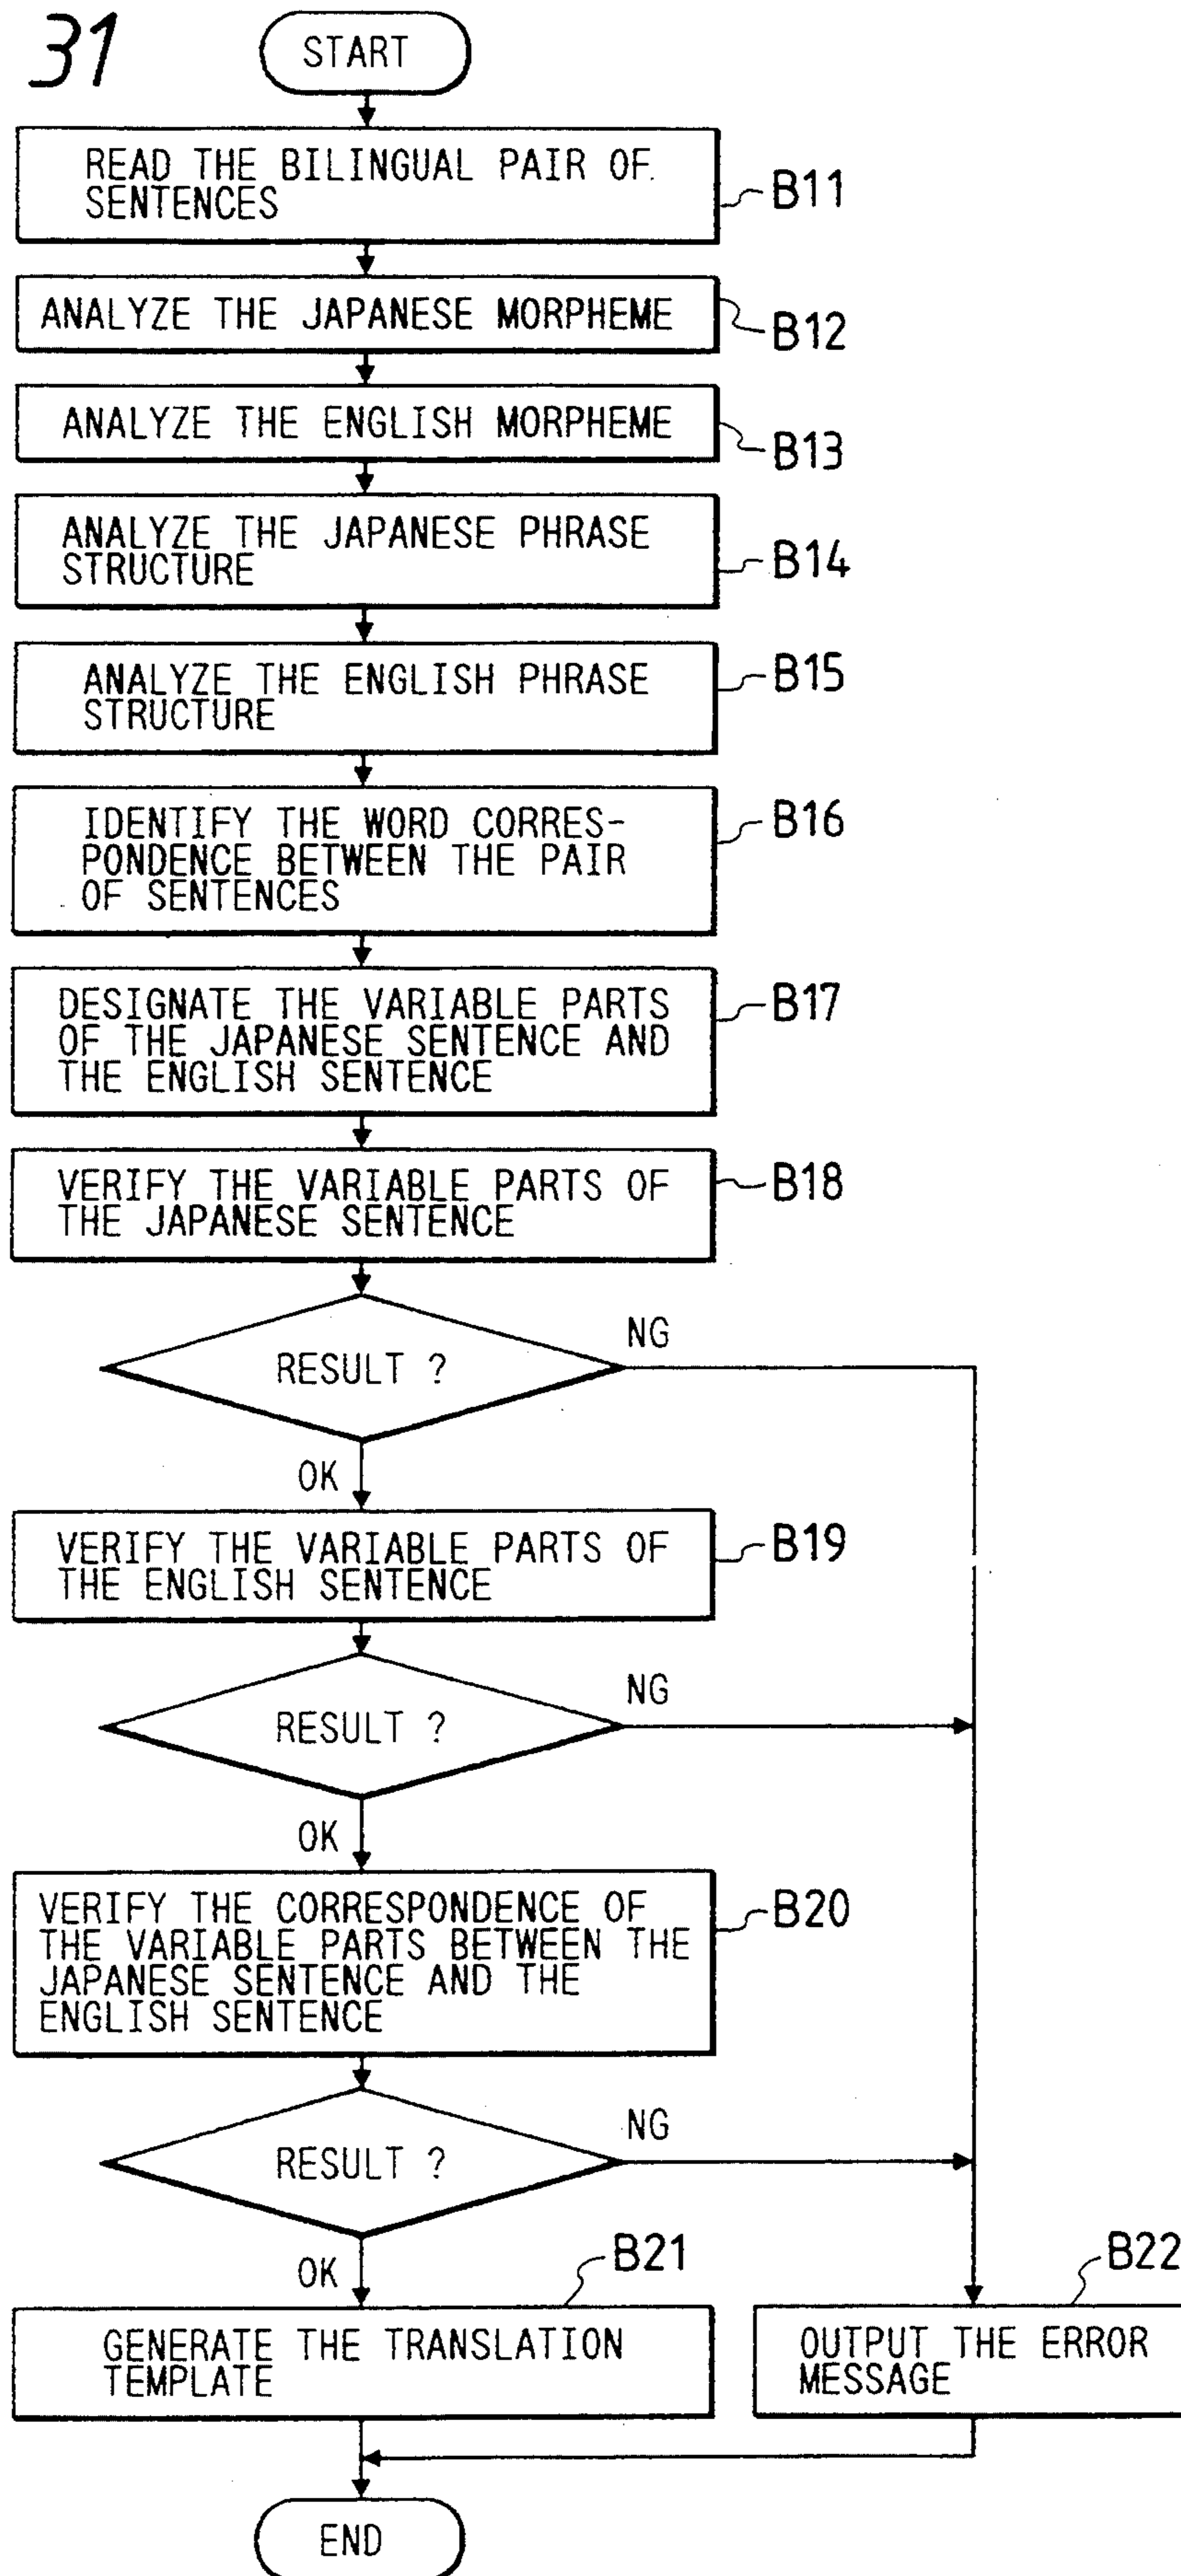 31
START
READ THE BILINGUAL PAIR OF
SENTENCES
B11
ANALYZE THE JAPANESE MORPHEME
B12
ANALYZE THE ENGLISH MORPHEME
B13
ANALYZE THE JAPANESE PHRASE
STRUCTURE
B14
ANALYZE THE ENGLISH PHRASE
STRUCTURE
B15
IDENTIFY THE WORD CORRES-
PONDENCE BETWEEN THE PAIR
OF SENTENCES
B16
DESIGNATE THE VARIABLE PARTS
OF THE JAPANESE SENTENCE AND
THE ENGLISH SENTENCE
B17
VERIFY THE VARIABLE PARTS OF
THE JAPANESE SENTENCE
B18
RESULT ?
NG
OK
VERIFY THE VARIABLE PARTS OF
THE ENGLISH SENTENCE
B19
RESULT ?
NG
OK
VERIFY THE CORRESPONDENCE OF
THE VARIABLE PARTS BETWEEN THE
JAPANESE SENTENCE AND THE
ENGLISH SENTENCE
B20
RESULT ?
NG
OK
B21
GENERATE THE TRANSLATION
TEMPLATE
B22
OUTPUT THE ERROR
MESSAGE
END